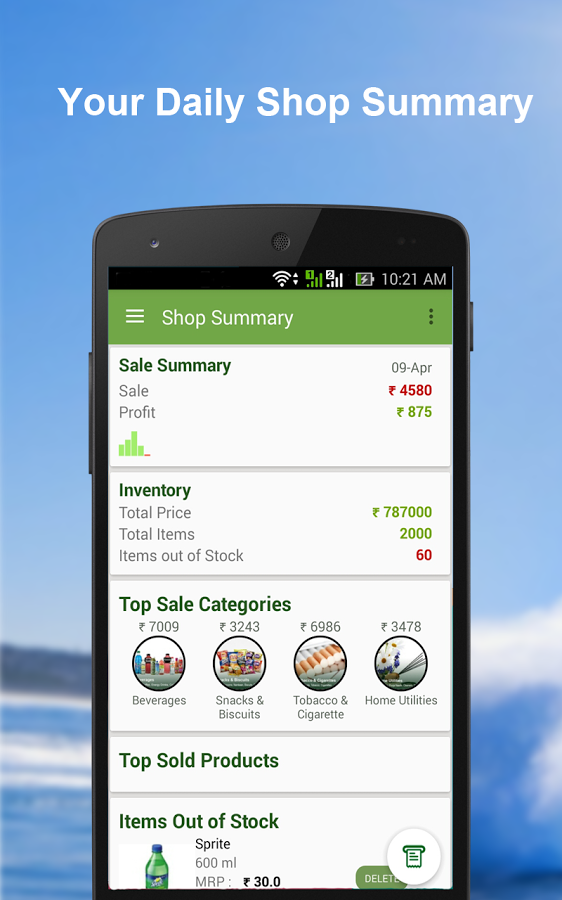 Your Daily Shop Summary
1 2 10:21 AM
Shop Summary
Sale Summary 09-Apr
Sale ₹ 4580
Profit ₹ 875
Inventory
Total Price ₹ 787000
Total Items 2000
Items out of Stock 60
Top Sale Categories
₹ 7009 ₹ 3243 ₹ 6986 ₹ 3478
Beverages Snacks & Biscuits Tobacco & Cigarette Home Utilities
Top Sold Products
Items Out of Stock
Sprite
600 ml
MRP : ₹ 30.0 DELETE